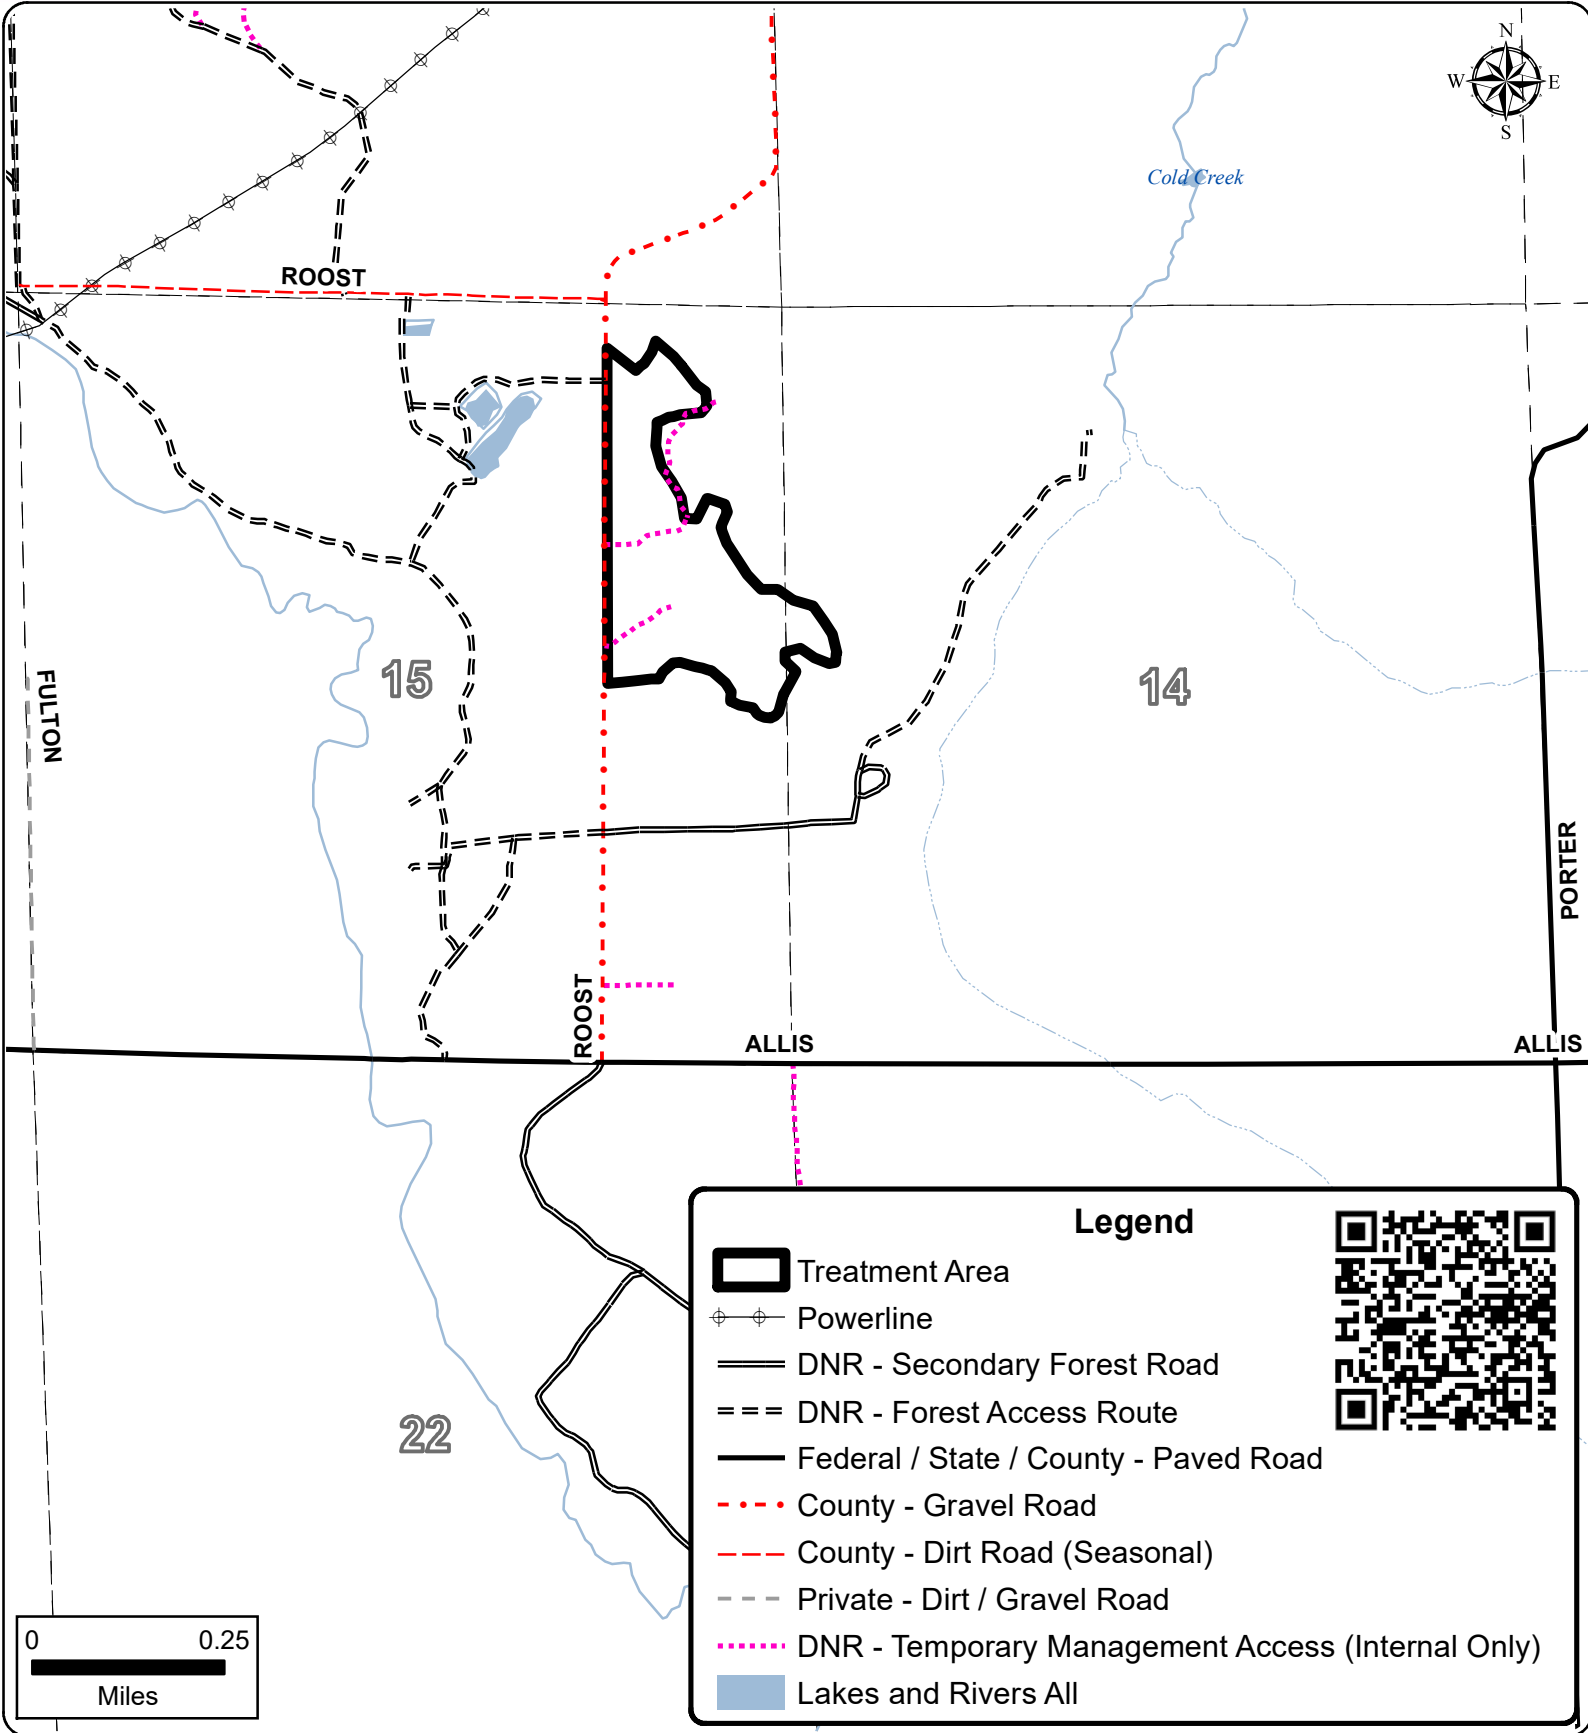 N
W E
S
Cold Creek
ROOST
15
14
FULTON
PORTER
ROOST
ALLIS
ALLIS
22
Legend
Treatment Area
Powerline
DNR - Secondary Forest Road
DNR - Forest Access Route
Federal / State / County - Paved Road
County - Gravel Road
County - Dirt Road (Seasonal)
Private - Dirt / Gravel Road
DNR - Temporary Management Access (Internal Only)
Lakes and Rivers All
0 0.25
Miles